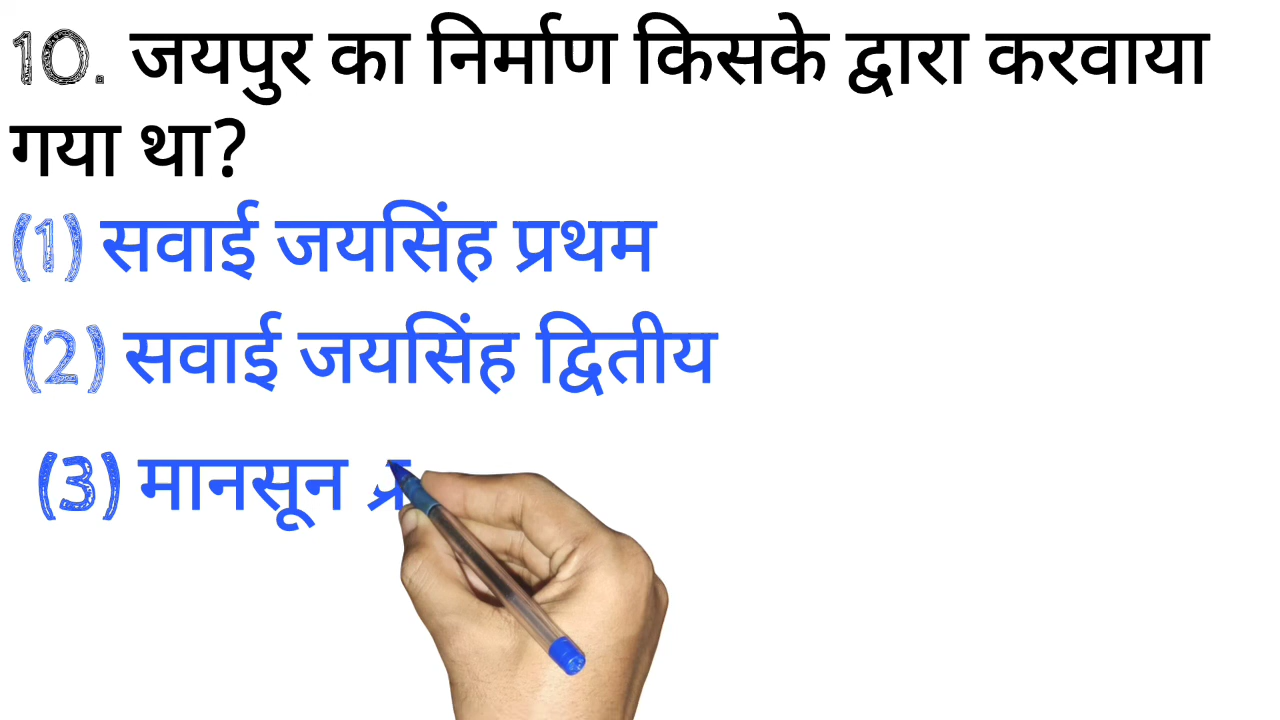 10. जयपुर का निर्माण किसके द्वारा करवाया
गया था?
(1) सवाई जयसिंह प्रथम
(2) सवाई जयसिंह द्वितीय
(3) मानसून